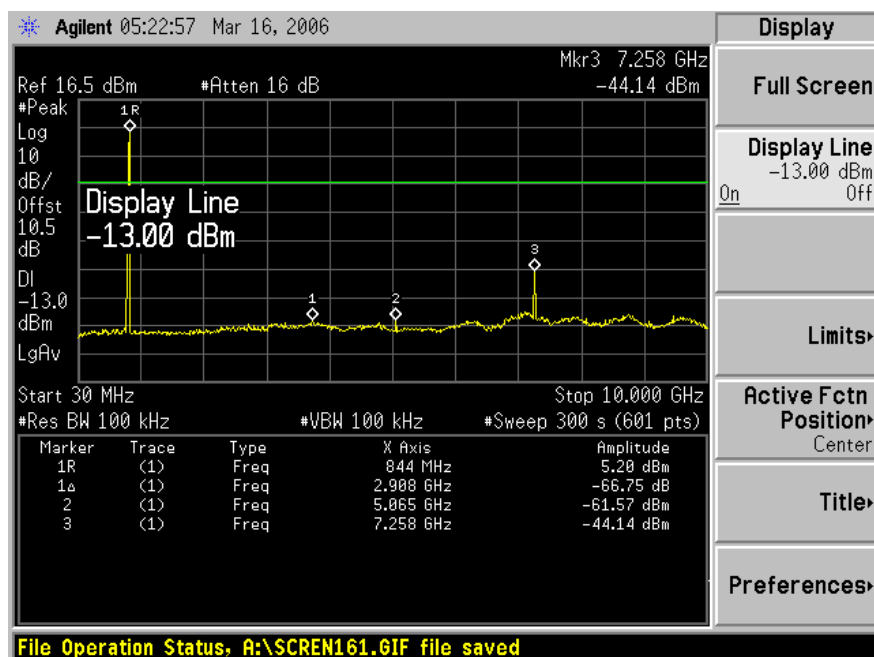 Agilent 05:22:57 Mar 16, 2006
Display
Mkr3 7.258 GHz
Ref 16.5 dBm #Atten 16 dB -44.14 dBm
#Peak
Log
10
dB/
Offst
10.5
dB
DI
-13.0
dBm
LgAv
1R
Display Line
-13.00 dBm
1
2
3
Start 30 MHz Stop 10.000 GHz
#Res BW 100 kHz #VBW 100 kHz #Sweep 300 s (601 pts)
Marker Trace Type X Axis Amplitude
1R (1) Freq 844 MHz 5.20 dBm
1Δ (1) Freq 2.908 GHz -66.75 dB
2 (1) Freq 5.065 GHz -61.57 dBm
3 (1) Freq 7.258 GHz -44.14 dBm
Full Screen
Display Line
-13.00 dBm
On Off
Limits
Active Fctn
Position
Center
Title
Preferences
File Operation Status, A:\SCREN161.GIF file saved